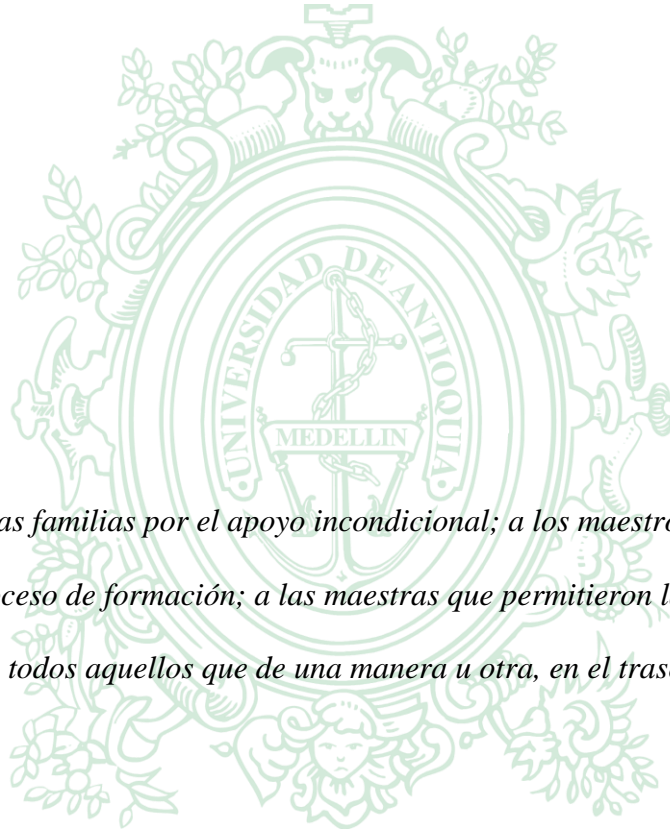 UNIVERSIDAD DE ANTIOQUIA
MEDELLIN
as familias por el apoyo incondicional; a los maestro
ceso de formación; a las maestras que permitieron l
todos aquellos que de una manera u otra, en el tras